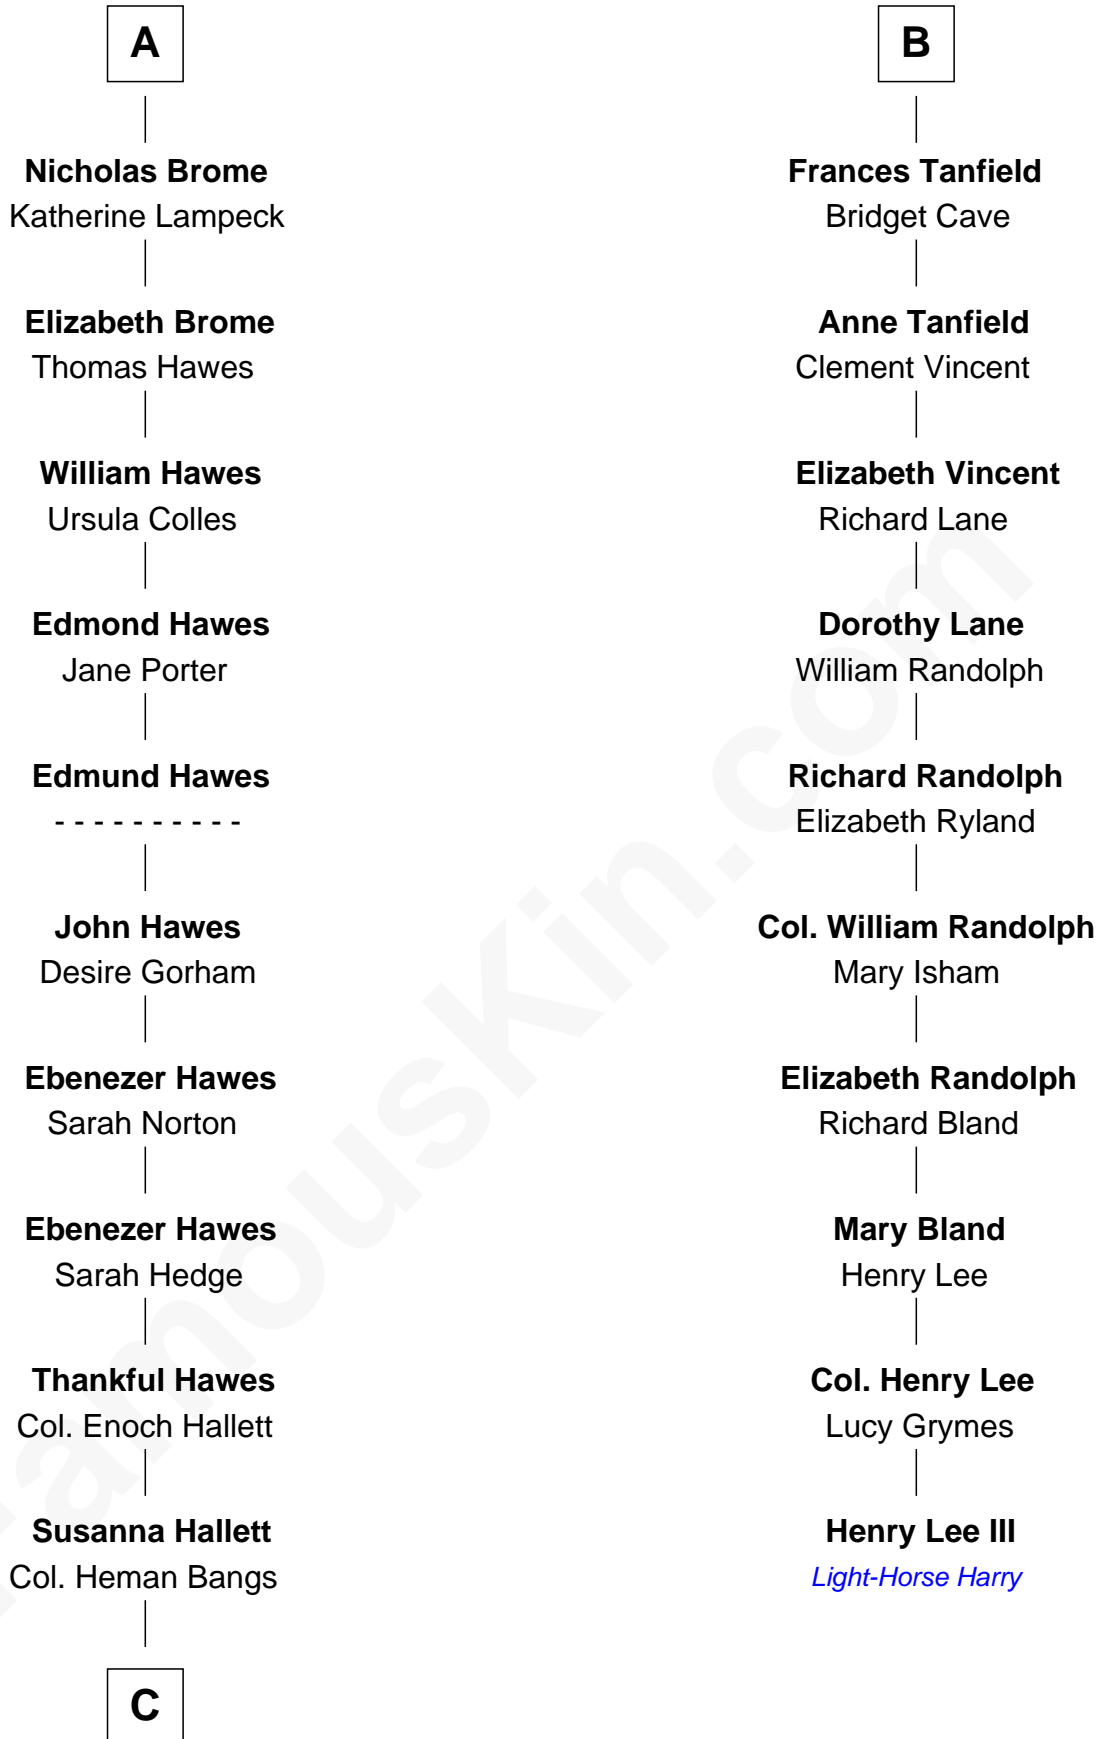 A
Nicholas Brome
Katherine Lampeck
Elizabeth Brome
Thomas Hawes
William Hawes
Ursula Colles
Edmond Hawes
Jane Porter
Edmund Hawes
- - - - - - - - - -
John Hawes
Desire Gorham
Ebenezer Hawes
Sarah Norton
Ebenezer Hawes
Sarah Hedge
Thankful Hawes
Col. Enoch Hallett
Susanna Hallett
Col. Heman Bangs
C
B
Frances Tanfield
Bridget Cave
Anne Tanfield
Clement Vincent
Elizabeth Vincent
Richard Lane
Dorothy Lane
William Randolph
Richard Randolph
Elizabeth Ryland
Col. William Randolph
Mary Isham
Elizabeth Randolph
Richard Bland
Mary Bland
Henry Lee
Col. Henry Lee
Lucy Grymes
Henry Lee III
Light-Horse Harry
FamousKin.com